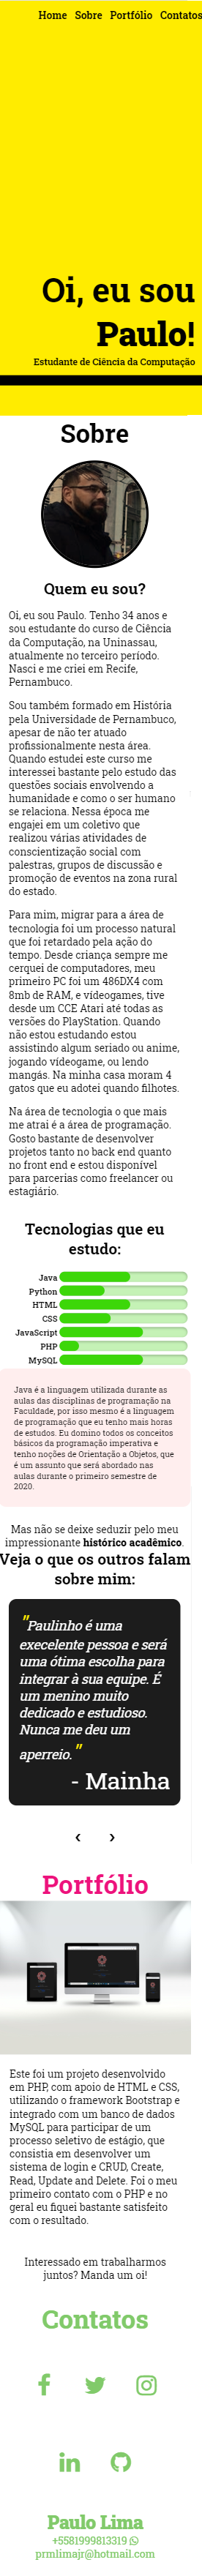 Home Sobre Portfólio Contatos
Oi, eu sou
Paulo!
Estudante de Ciência da Computação
Sobre
Quem eu sou?
Oi, eu sou Paulo. Tenho 34 anos e
sou estudante do curso de Ciência
da Computação, na Uninassau,
atualmente no terceiro período.
Nasci e me criei em Recife,
Pernambuco.
Sou também formado em História
pela Universidade de Pernambuco,
apesar de não ter atuado
profissionalmente nesta área.
Quando estudei este curso me
interessei bastante pelo estudo das
questões sociais envolvendo a
humanidade e como o ser humano
se relaciona. Nessa época me
engajei em um coletivo que
realizou várias atividades de
conscientização social com
palestras, grupos de discussão e
promoção de eventos na zona rural
do estado.
Para mim, migrar para a área de
tecnologia foi um processo natural
que foi retardado pela ação do
tempo. Desde criança sempre me
cerquei de computadores, meu
primeiro PC foi um 486DX4 com
8mb de RAM, e vídeogames, tive
desde um CCE Atari até todas as
versões do PlayStation. Quando
não estou estudando estou
assistindo algum seriado ou anime,
jogando vídeogame, ou lendo
mangás. Na minha casa moram 4
gatos que eu adotei quando filhotes.
Na área de tecnologia o que mais
me atrai é a área de programação.
Gosto bastante de desenvolver
projetos tanto no back end quanto
no front end e estou disponível
para parcerias como freelancer ou
estagiário.
Tecnologias que eu
estudo:
Java
Python
HTML
CSS
JavaScript
PHP
MySQL
Java é a linguagem utilizada durante as
aulas das disciplinas de programação na
Faculdade, por isso mesmo é a linguagem
de programação que eu tenho mais horas
de estudos. Eu domino todos os conceitos
básicos da programação imperativa e
tenho noções de Orientação a Objetos, que
é um assunto que será abordado nas
aulas durante o primeiro semestre de
2020.
Mas não se deixe seduzir pelo meu
impressionante histórico acadêmico.
Veja o que os outros falam
sobre mim:
"Paulinho é uma
execelente pessoa e será
uma ótima escolha para
integrar à sua equipe. É
um menino muito
dedicado e estudioso.
Nunca me deu um
aperreio."
- Mainha
‹ ›
Portfólio
Este foi um projeto desenvolvido
em PHP, com apoio de HTML e CSS,
utilizando o framework Bootstrap e
integrado com um banco de dados
MySQL para participar de um
processo seletivo de estágio, que
consistia em desenvolver um
sistema de login e CRUD, Create,
Read, Update and Delete. Foi o meu
primeiro contato com o PHP e no
geral eu fiquei bastante satisfeito
com o resultado.
Interessado em trabalharmos
juntos? Manda um oi!
Contatos
Paulo Lima
+5581999813319
prmlimajr@hotmail.com